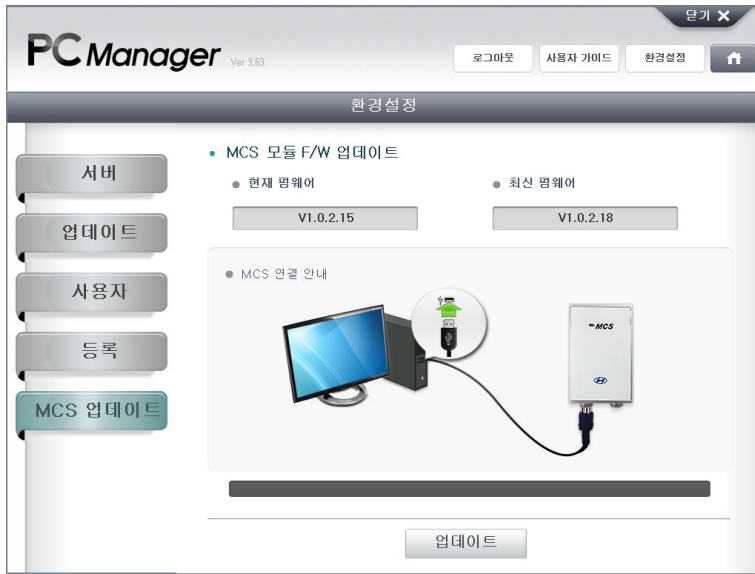 닫기 X
PC Manager Ver 3.63
로그아웃 사용자 가이드 환경설정
환경설정
서버
업데이트
사용자
등록
MCS 업데이트
• MCS 모듈 F/W 업데이트
현재 펌웨어 최신 펌웨어
V1.0.2.15 V1.0.2.18
MCS 연결 안내
MCS
업데이트